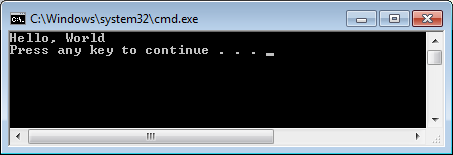 C:\Windows\system32\cmd.exe
Hello, World
Press any key to continue . . .